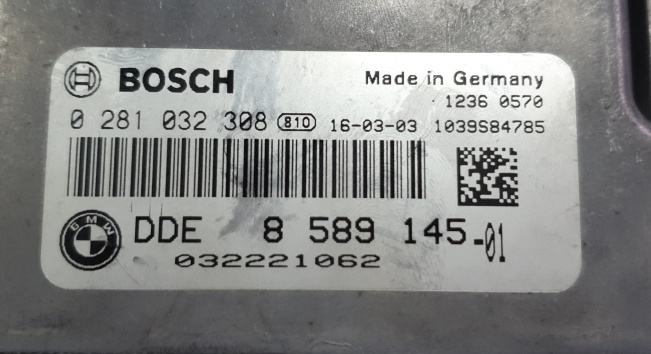 BOSCH
Made in Germany
1236 0570
0 281 032 308 810 16-03-03 1039S84785
BMW
DDE 8 589 145-01
032221062